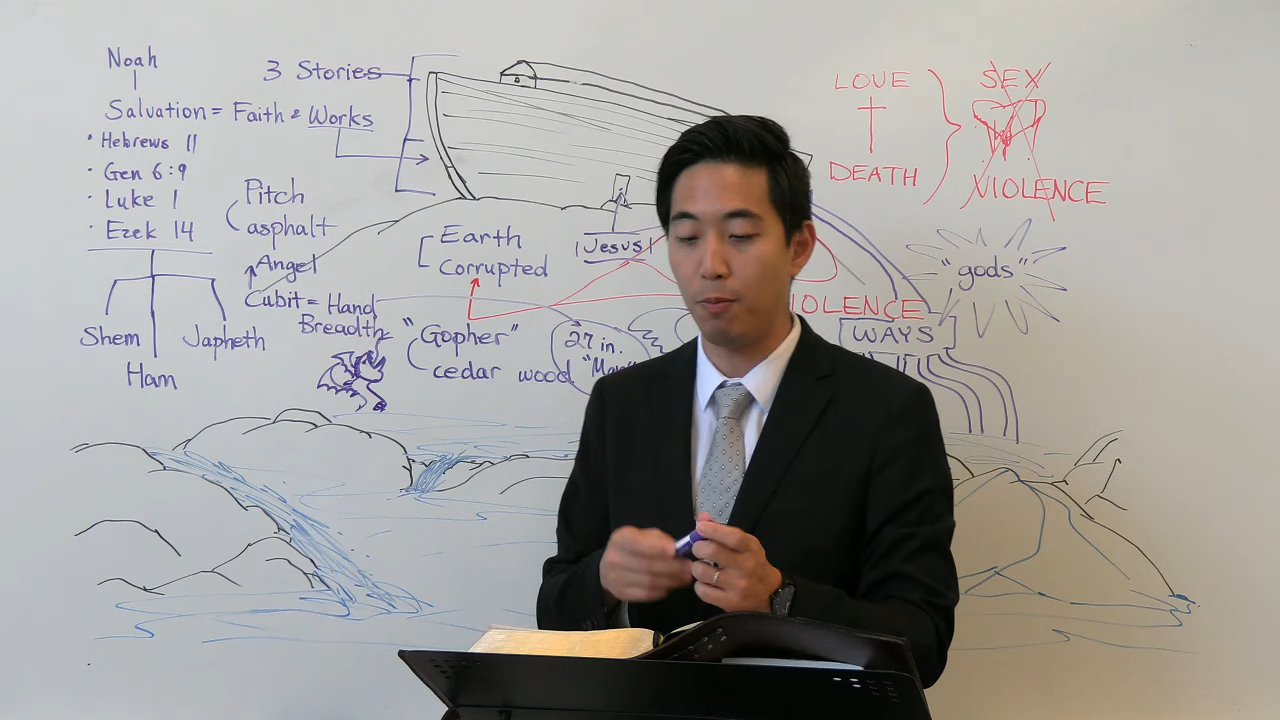 Noah
Salvation = Faith & Works
• Hebrews 11
• Gen 6:9
• Luke 1
• Ezek 14
Shem
Ham
Japheth
3 Stories
Pitch
asphalt
Angel
Cubit = Hand
Breadth
Earth
Corrupted
"Gopher"
cedar wood
27 in.
Jesus
LOVE
DEATH
SEX
VIOLENCE
"gods"
VIOLENCE
WAYS